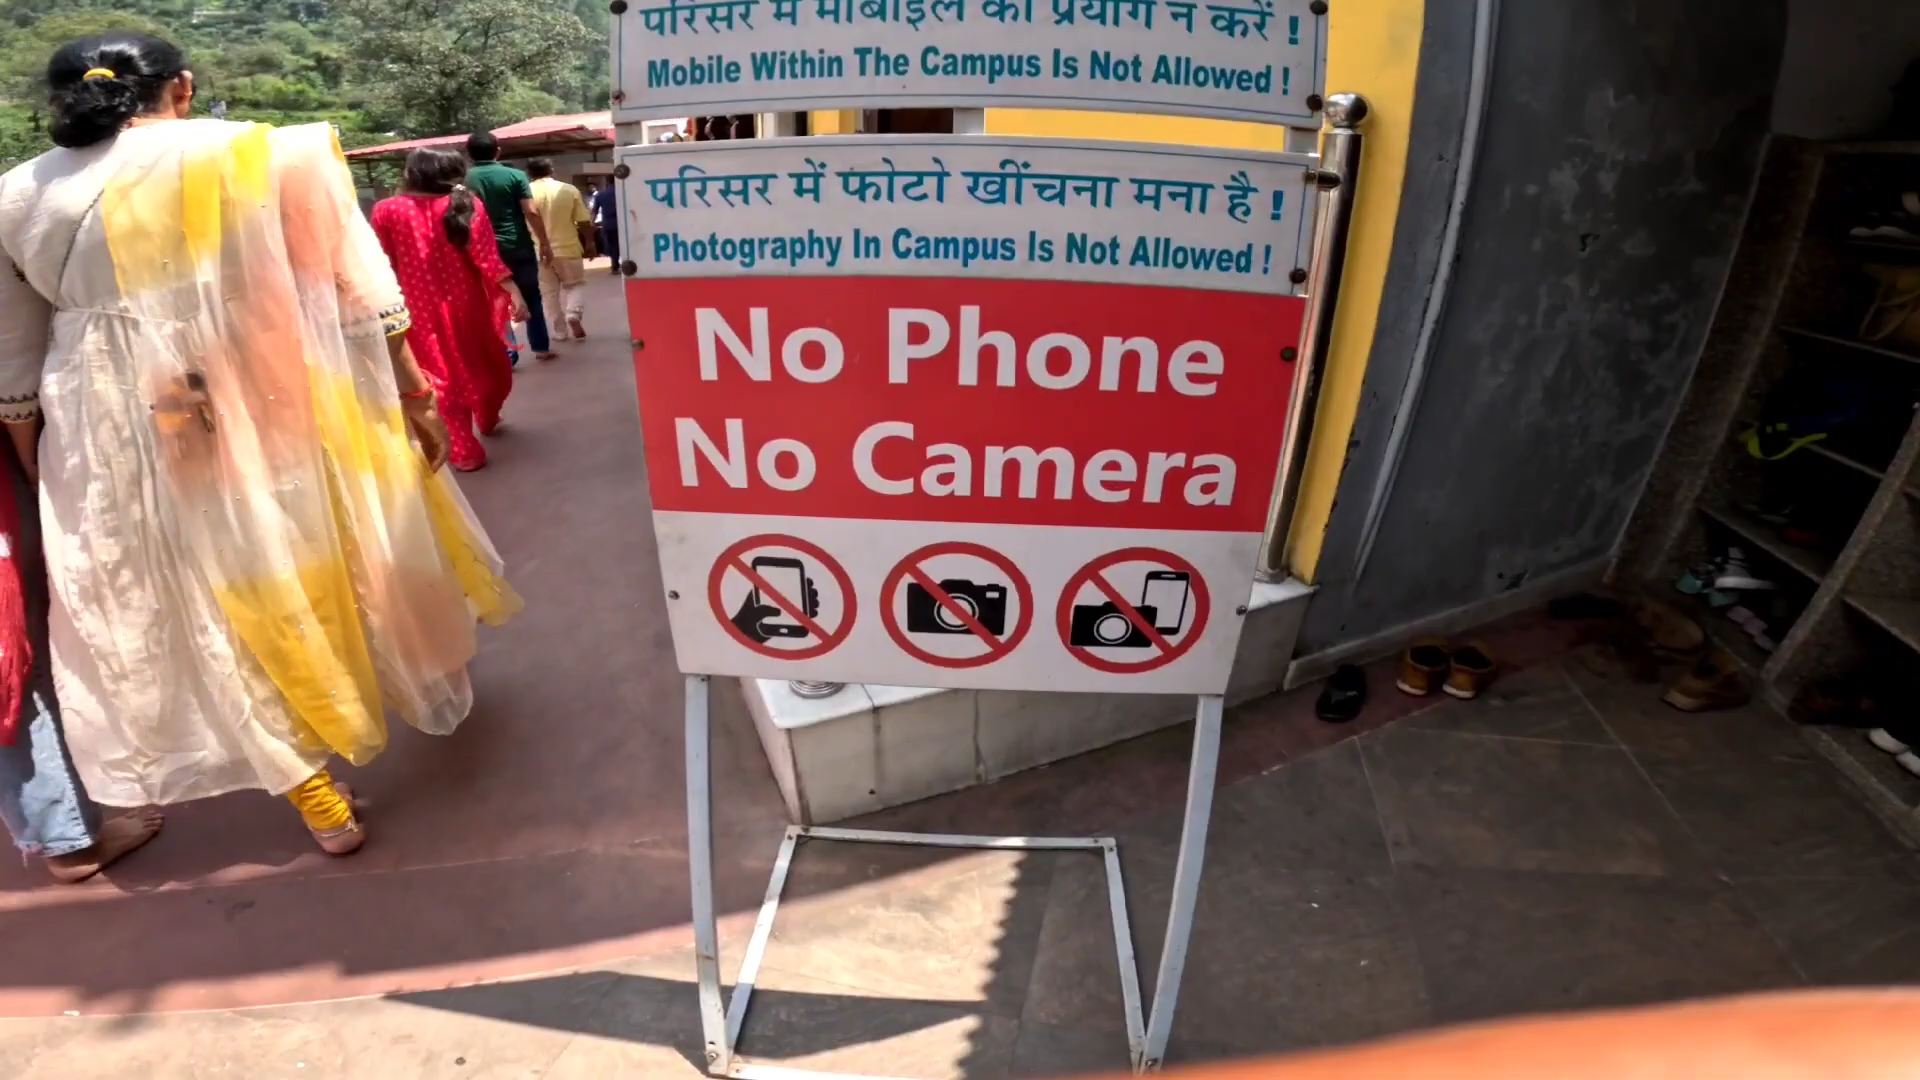 परिसर में मोबाइल का प्रयोग न करें !
Mobile Within The Campus Is Not Allowed !
परिसर में फोटो खींचना मना है !
Photography In Campus Is Not Allowed !
No Phone
No Camera